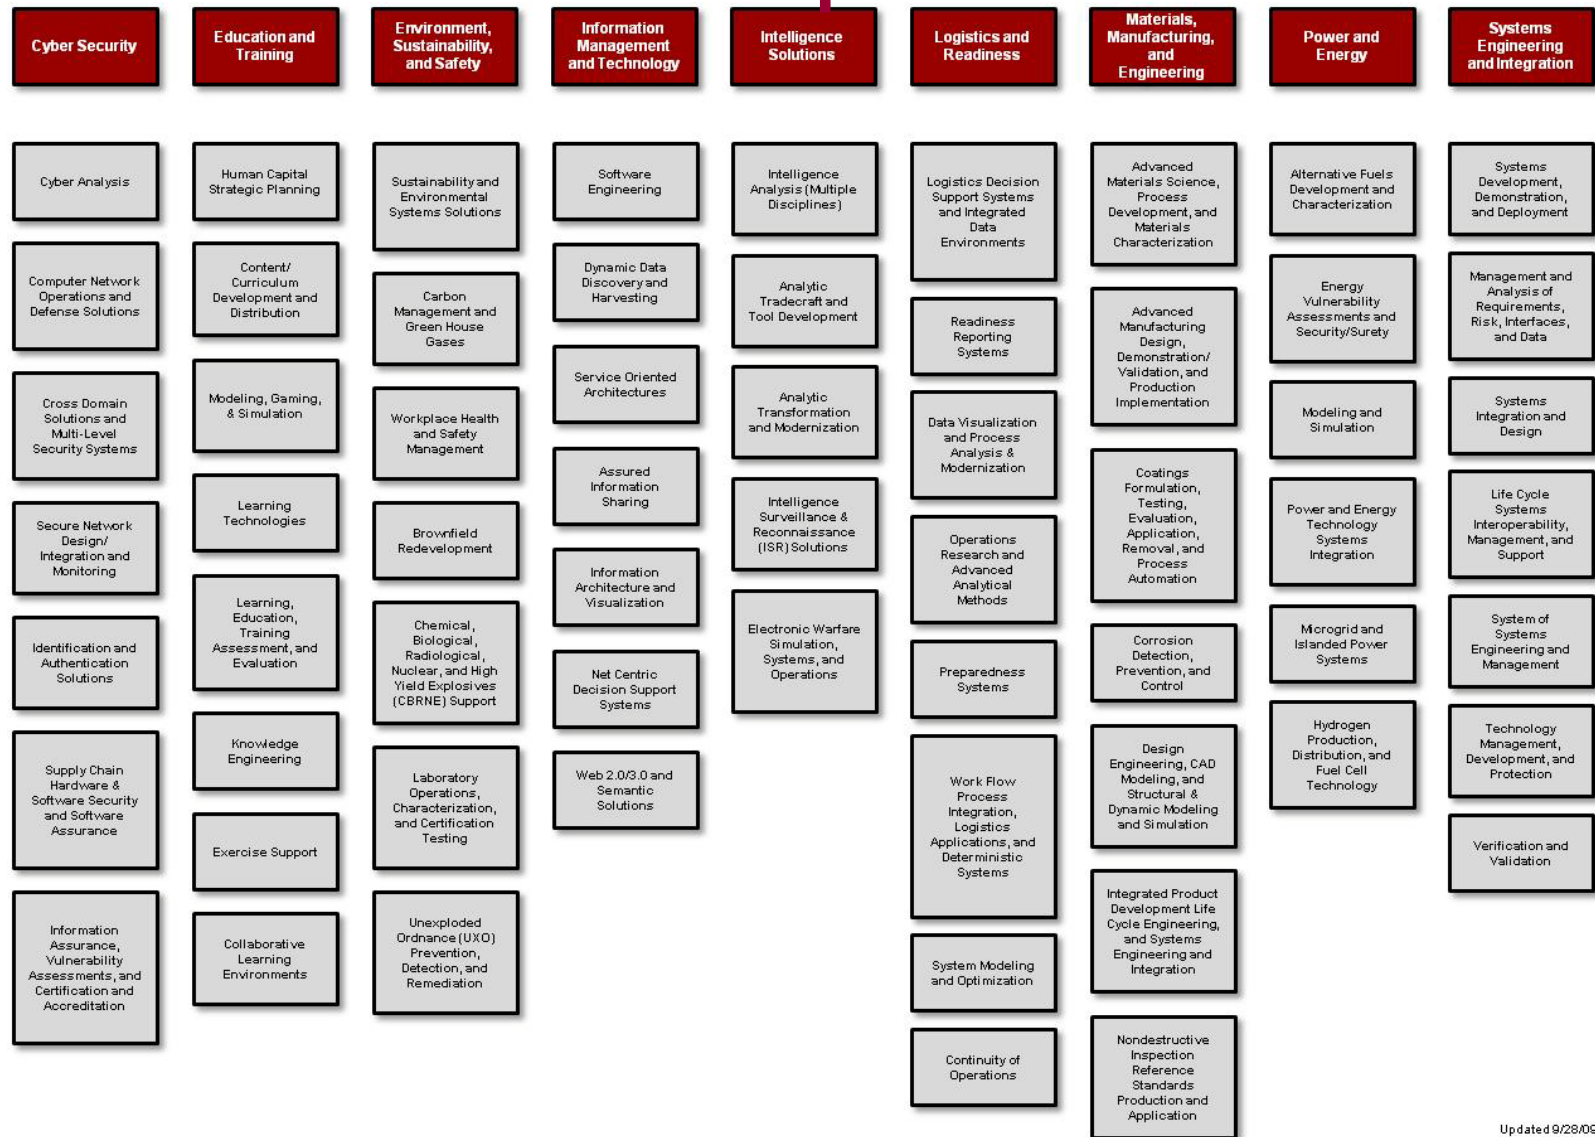 Cyber Security
Education and
Training
Environment,
Sustainability,
and Safety
Information
Management
and Technology
Intelligence
Solutions
Logistics and
Readiness
Materials,
Manufacturing,
and
Engineering
Power and
Energy
Systems
Engineering
and Integration
Cyber Analysis
Computer Network
Operations and
Defense Solutions
Cross Domain
Solutions and
Multi-Level
Security Systems
Secure Network
Design/
Integration and
Monitoring
Identification and
Authentication
Solutions
Supply Chain
Hardware &
Software Security
and Software
Assurance
Information
Assurance,
Vulnerability
Assessments, and
Certification and
Accreditation
Human Capital
Strategic Planning
Content/
Curriculum
Development and
Distribution
Modeling, Gaming,
& Simulation
Learning
Technologies
Learning,
Education,
Training
Assessment, and
Evaluation
Knowledge
Engineering
Exercise Support
Collaborative
Learning
Environments
Sustainability and
Environmental
Systems Solutions
Carbon
Management and
Green House
Gases
Workplace Health
and Safety
Management
Brownfield
Redevelopment
Chemical,
Biological,
Radiological,
Nuclear, and High
Yield Explosives
(CBRNE) Support
Laboratory
Operations,
Characterization,
and Certification
Testing
Unexploded
Ordnance (UXO)
Prevention,
Detection, and
Remediation
Software
Engineering
Dynamic Data
Discovery and
Harvesting
Service Oriented
Architectures
Assured
Information
Sharing
Information
Architecture and
Visualization
Net Centric
Decision Support
Systems
Web 2.0/3.0 and
Semantic
Solutions
Intelligence
Analysis (Multiple
Disciplines)
Analytic
Tradecraft and
Tool Development
Analytic
Transformation
and Modernization
Intelligence
Surveillance &
Reconnaissance
(ISR) Solutions
Electronic Warfare
Simulation,
Systems, and
Operations
Logistics Decision
Support Systems
and Integrated
Data
Environments
Readiness
Reporting
Systems
Data Visualization
and Process
Analysis &
Modernization
Operations
Research and
Advanced
Analytical
Methods
Preparedness
Systems
Work Flow
Process
Integration,
Logistics
Applications, and
Deterministic
Systems
System Modeling
and Optimization
Continuity of
Operations
Advanced
Materials Science,
Process
Development, and
Materials
Characterization
Advanced
Manufacturing
Design,
Demonstration/
Validation, and
Production
Implementation
Coatings
Formulation,
Testing,
Evaluation,
Application,
Removal, and
Process
Automation
Corrosion
Detection,
Prevention, and
Control
Design
Engineering, CAD
Modeling, and
Structural &
Dynamic Modeling
and Simulation
Integrated Product
Development Life
Cycle Engineering,
and Systems
Engineering and
Integration
Nondestructive
Inspection
Reference
Standards
Production and
Application
Alternative Fuels
Development and
Characterization
Energy
Vulnerability
Assessments and
Security/Surety
Modeling and
Simulation
Power and Energy
Technology
Systems
Integration
Microgrid and
Islanded Power
Systems
Hydrogen
Production,
Distribution, and
Fuel Cell
Technology
Systems
Development,
Demonstration,
and Deployment
Management and
Analysis of
Requirements,
Risk, Interfaces,
and Data
Systems
Integration and
Design
Life Cycle
Systems
Interoperability,
Management, and
Support
System of
Systems
Engineering and
Management
Technology
Management,
Development, and
Protection
Verification and
Validation
Updated 9/28/09